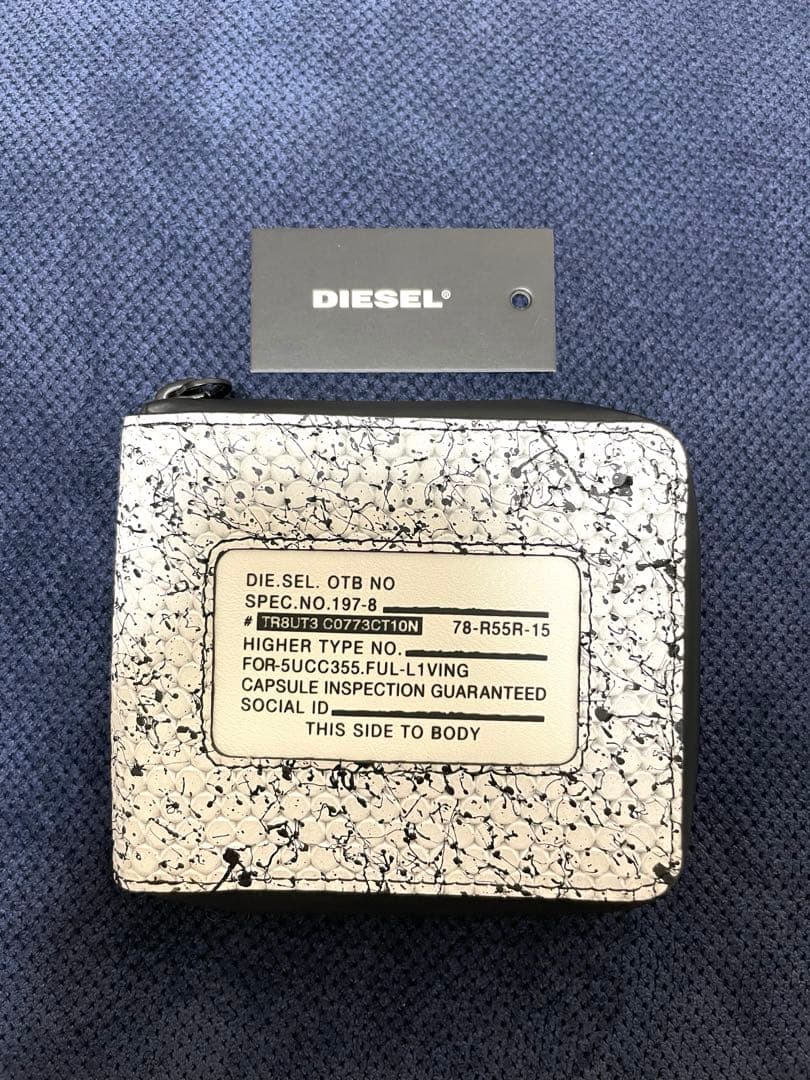 DIESEL®
DIE.SEL. OTB NO
SPEC.NO.197-8
# TR8UT3 C0773CT10N 78-R55R-15
HIGHER TYPE NO.
FOR-5UCC355.FUL-L1VING
CAPSULE INSPECTION GUARANTEED
SOCIAL ID
THIS SIDE TO BODY